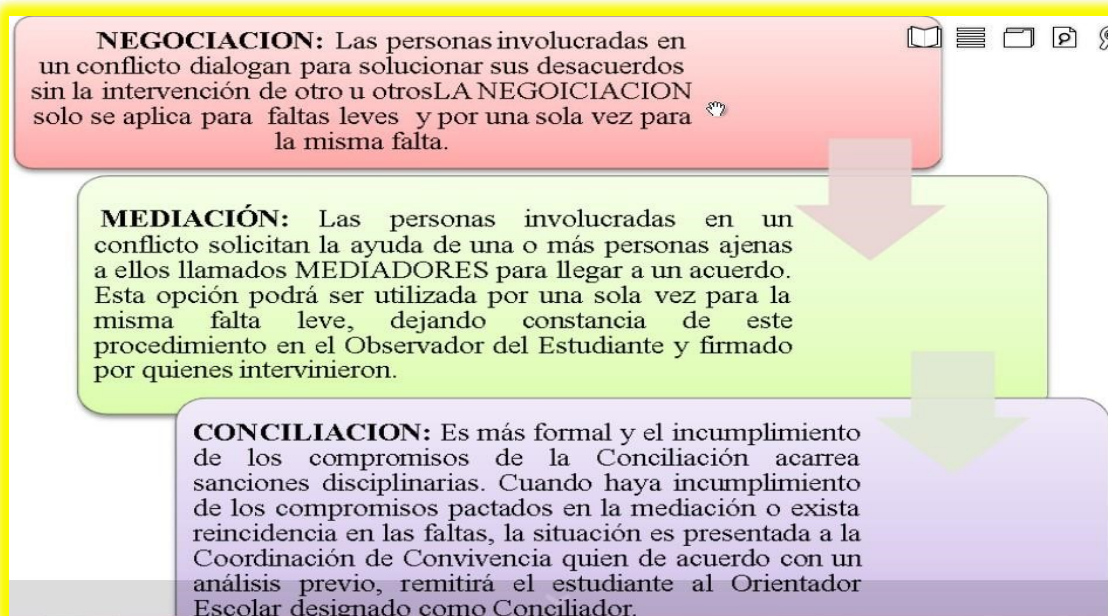 NEGOCIACION: Las personas involucradas en
un conflicto dialogan para solucionar sus desacuerdos
sin la intervención de otro u otrosLA NEGOICIACION
solo se aplica para faltas leves y por una sola vez para
la misma falta.
MEDIACIÓN: Las personas involucradas en un
conflicto solicitan la ayuda de una o más personas ajenas
a ellos llamados MEDIADORES para llegar a un acuerdo.
Esta opción podrá ser utilizada por una sola vez para la
misma falta leve, dejando constancia de este
procedimiento en el Observador del Estudiante y firmado
por quienes intervinieron.
CONCILIACION: Es más formal y el incumplimiento
de los compromisos de la Conciliación acarrea
sanciones disciplinarias. Cuando haya incumplimiento
de los compromisos pactados en la mediación o exista
reincidencia en las faltas, la situación es presentada a la
Coordinación de Convivencia quien de acuerdo con un
análisis previo, remitirá el estudiante al Orientador
Escolar designado como Conciliador.